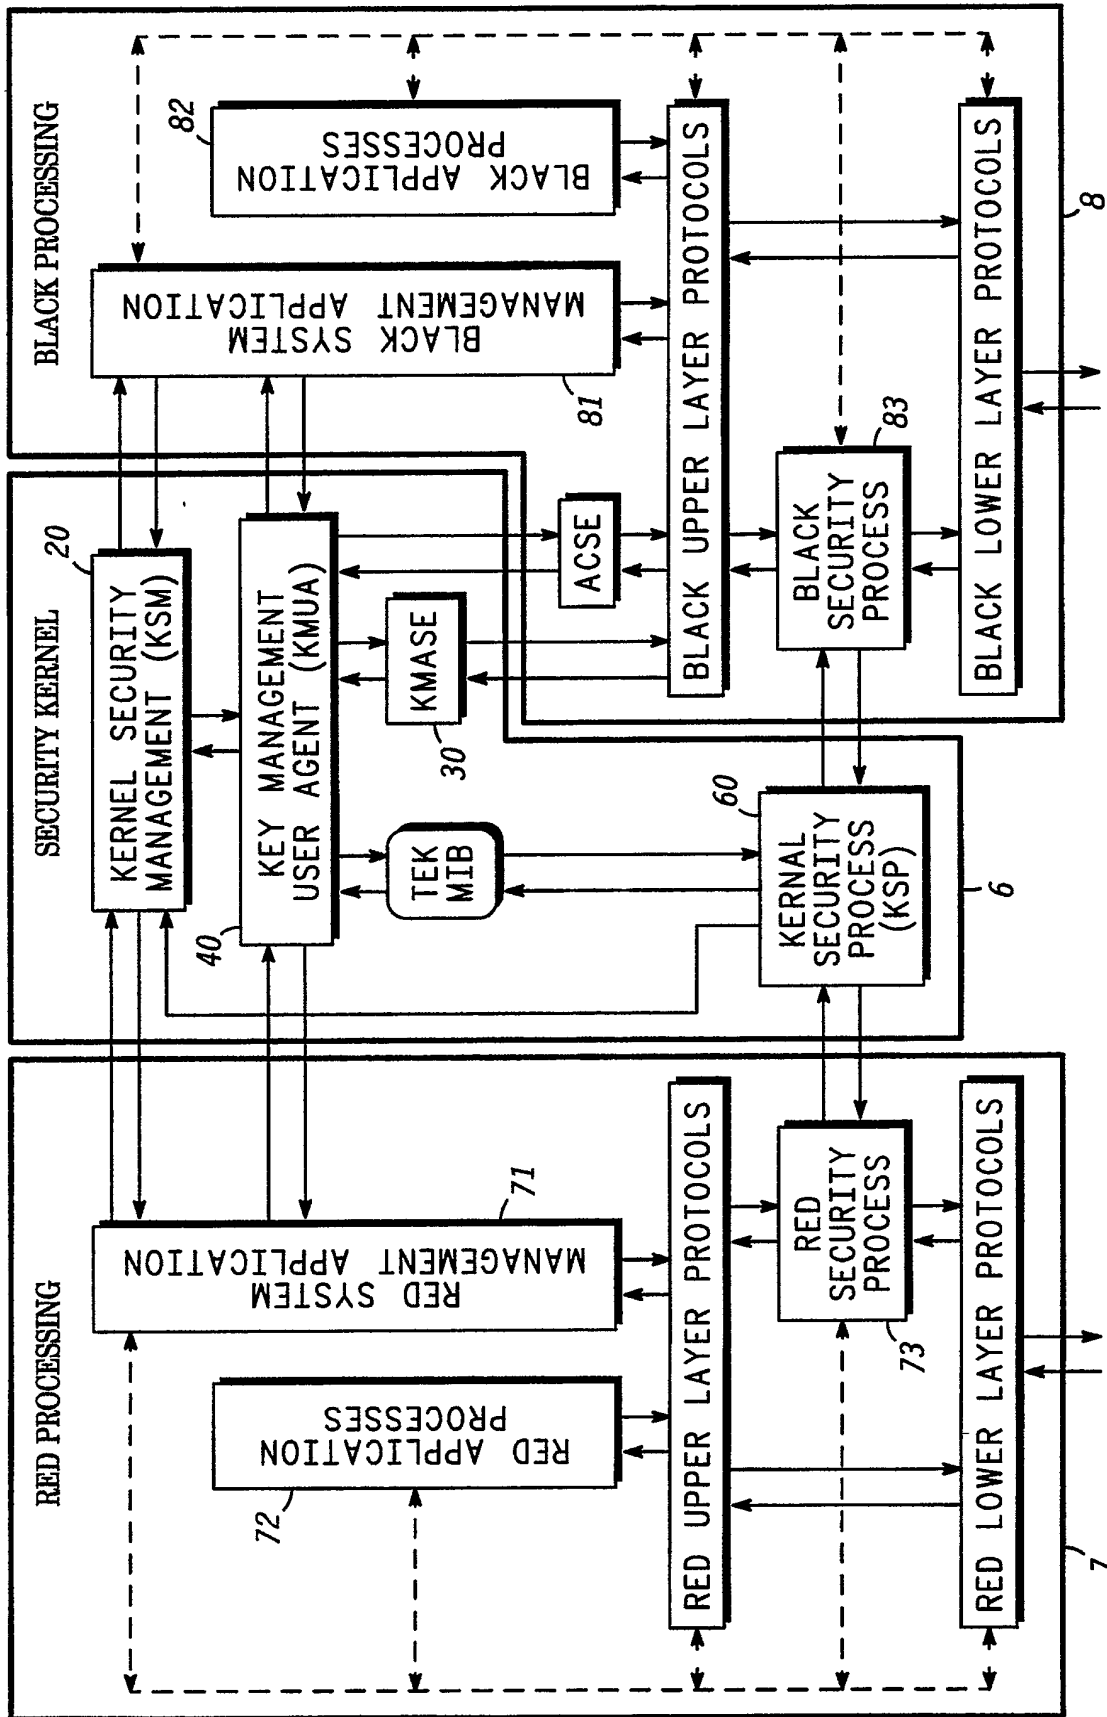 RED PROCESSING
72
RED APPLICATION
PROCESSES
RED SYSTEM
MANAGEMENT APPLICATION
71
RED UPPER LAYER PROTOCOLS
RED
SECURITY
PROCESS
73
RED LOWER LAYER PROTOCOLS
7
SECURITY KERNEL
20
KERNEL SECURITY
MANAGEMENT (KSM)
40
KEY MANAGEMENT
USER AGENT (KMUA)
TEK
MIB
KMASE
30
ACSE
60
KERNAL
SECURITY
PROCESS
(KSP)
6
BLACK PROCESSING
BLACK SYSTEM
MANAGEMENT APPLICATION
81
82
BLACK APPLICATION
PROCESSES
BLACK UPPER LAYER PROTOCOLS
BLACK
SECURITY
PROCESS
83
BLACK LOWER LAYER PROTOCOLS
8